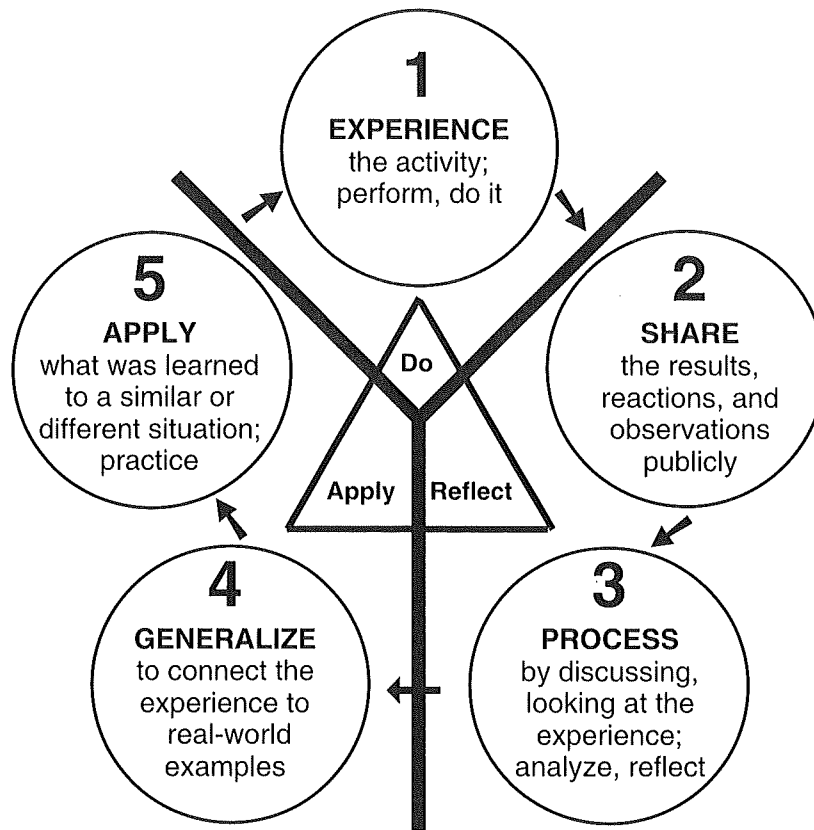 1
EXPERIENCE
the activity;
perform, do it
2
SHARE
the results,
reactions, and
observations
publicly
3
PROCESS
by discussing,
looking at the
experience;
analyze, reflect
4
GENERALIZE
to connect the
experience to
real-world
examples
5
APPLY
what was learned
to a similar or
different situation;
practice
Do
Apply
Reflect